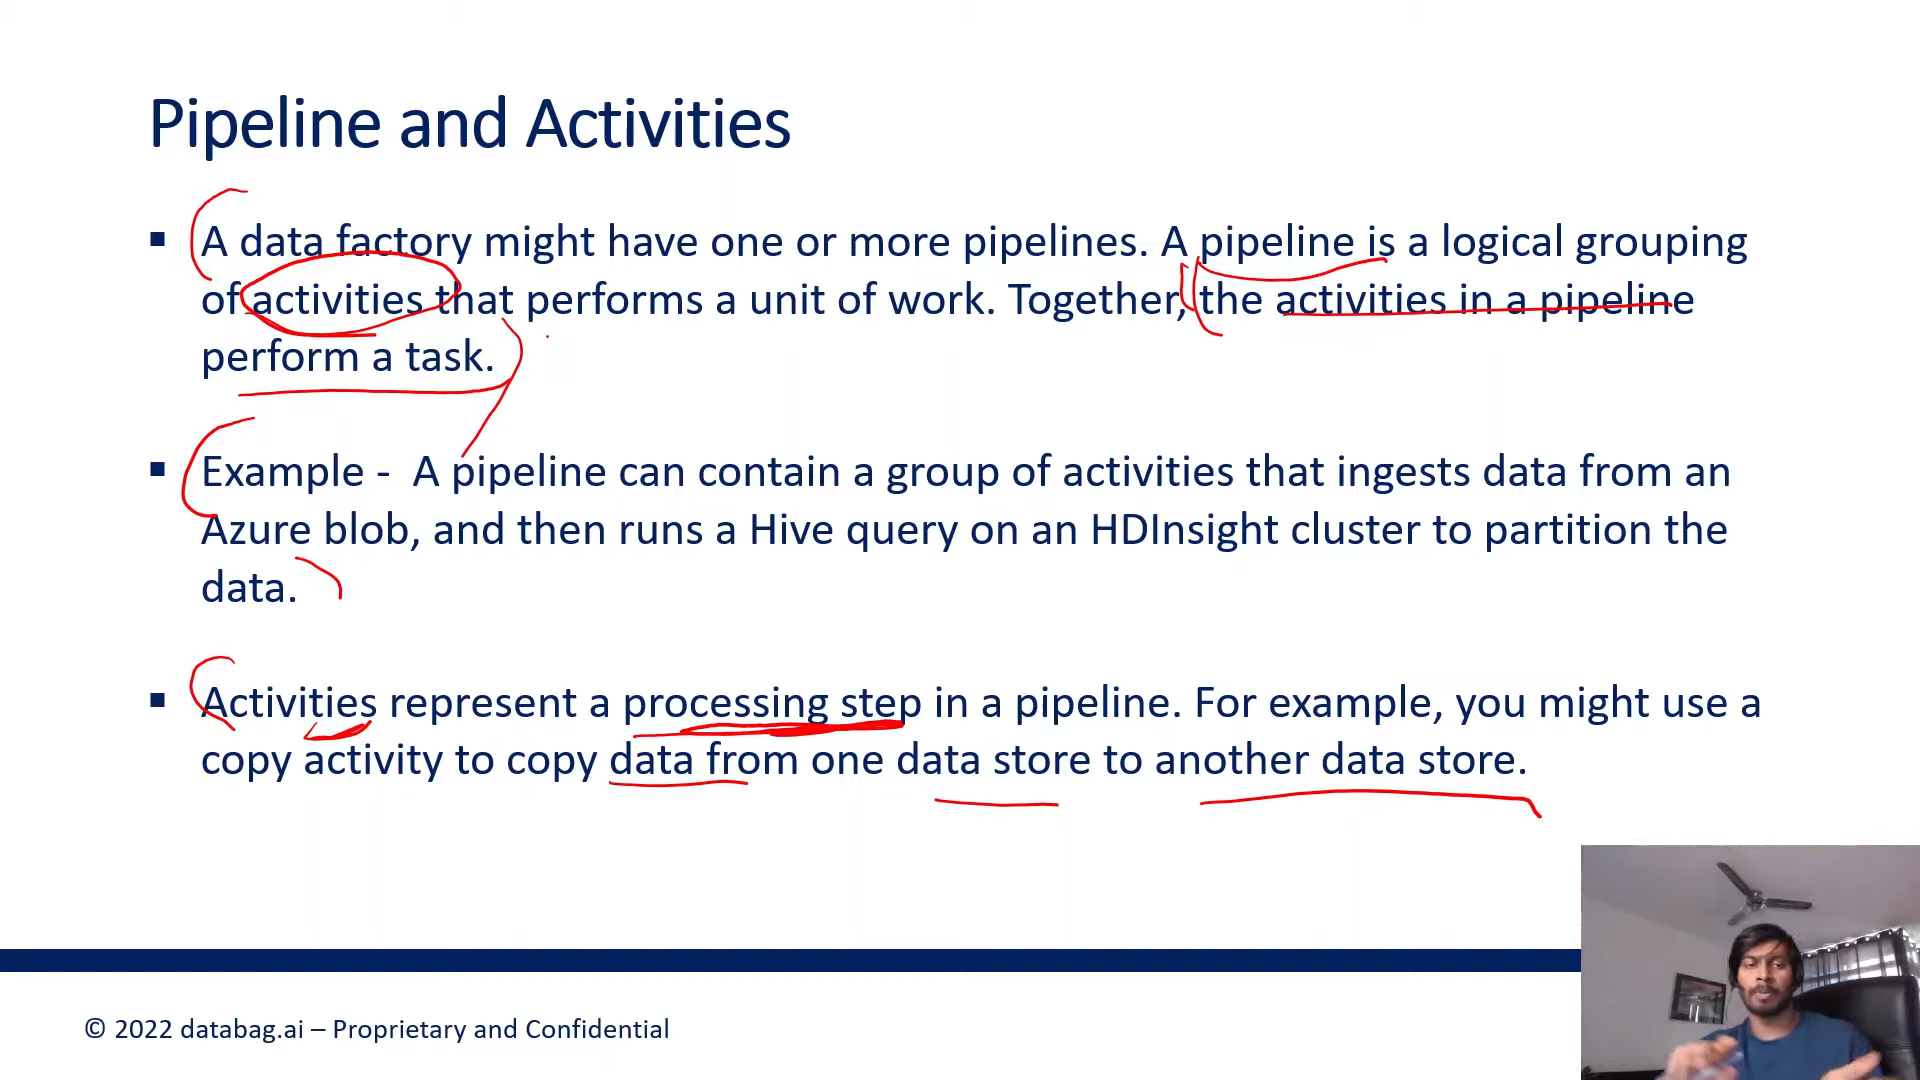 Pipeline and Activities
▪ A data factory might have one or more pipelines. A pipeline is a logical grouping
of activities that performs a unit of work. Together, the activities in a pipeline
perform a task.
▪ Example - A pipeline can contain a group of activities that ingests data from an
Azure blob, and then runs a Hive query on an HDInsight cluster to partition the
data.
▪ Activities represent a processing step in a pipeline. For example, you might use a
copy activity to copy data from one data store to another data store.
© 2022 databag.ai – Proprietary and Confidential